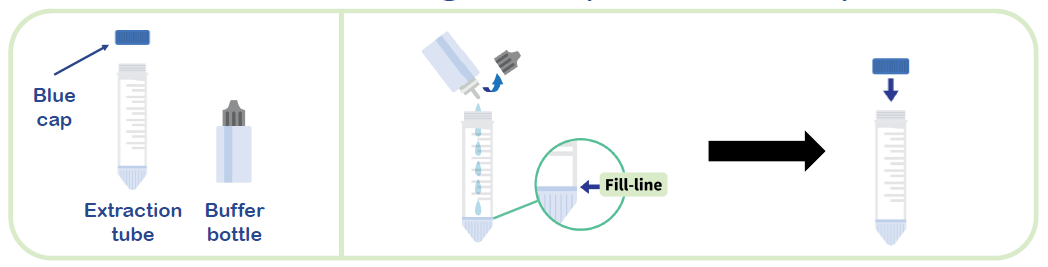 Blue
cap
Extraction
tube
Buffer
bottle
Fill-line